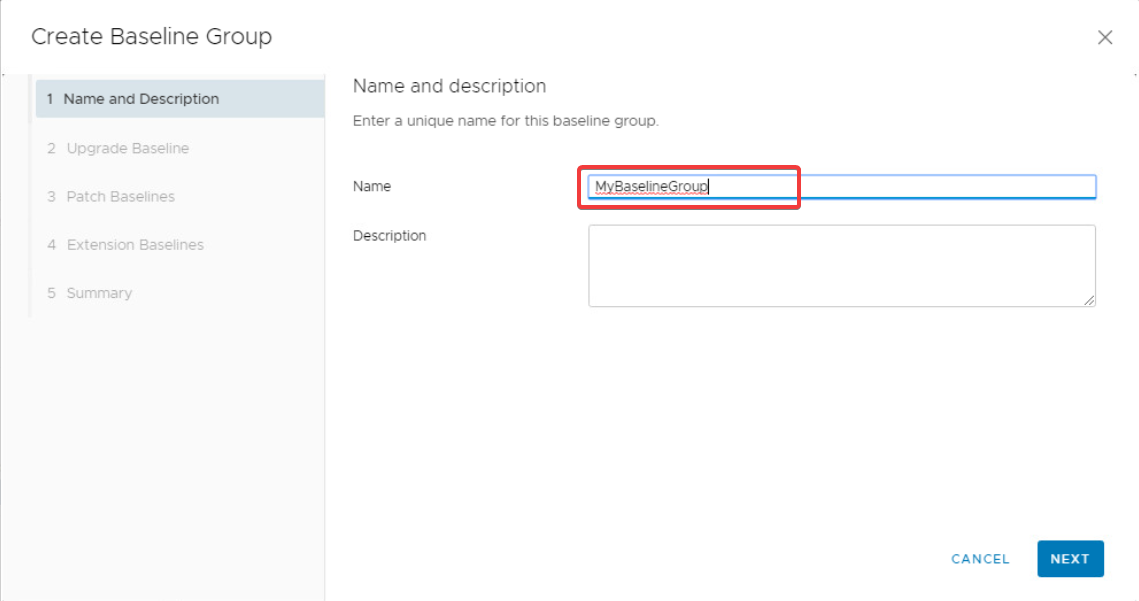 Create Baseline Group
1 Name and Description
2 Upgrade Baseline
3 Patch Baselines
4 Extension Baselines
5 Summary
Name and description
Enter a unique name for this baseline group.
Name
MyBaselineGroup
Description
CANCEL
NEXT